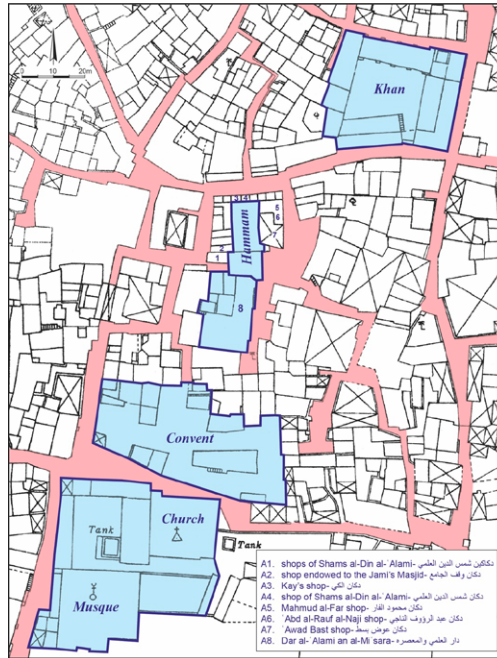 N
0 10 20m
Khan
3 4 1
5
6
7
2
1
Hammam
8
Convent
Church
Tank
Tank
Musque
A1. shops of Shams al-Din al-`Alami- دكاكين شمس الدين العلمي
A2. shop endowed to the Jami's Masjid- دكان وقف الجامع
A3. Kay's shop- دكان الكي
A4. shop of Shams al-Din al-`Alami- دكان شمس الدين العلمي
A5. Mahmud al-Far shop- دكان محمود الفار
A6. `Abd al-Rauf al-Naji shop- دكان عبد الرؤوف الناجي
A7. `Awad Bast shop- دكان عوض بسط
A8. Dar al-`Alami an al-Mi`sara- دار العلمي والمعصره